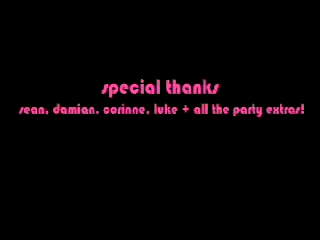 special thanks
sean, damian, corinne, luke + all the party extras!